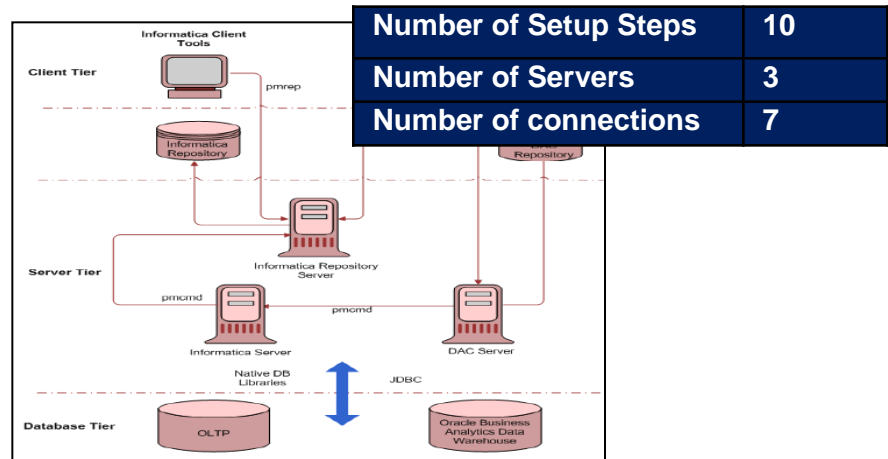 Informatica Client
Tools
Number of Setup Steps 10
Client Tier
pmrep
Number of Servers 3
Number of connections 7
Informatica
Repository
Repository
Informatica Repository
Server
Server Tier
pmcmd
pmcmd
Informatica Server
DAC Server
Native DB
Libraries
JDBC
Database Tier
OLTP
Oracle Business
Analytics Data
Warehouse